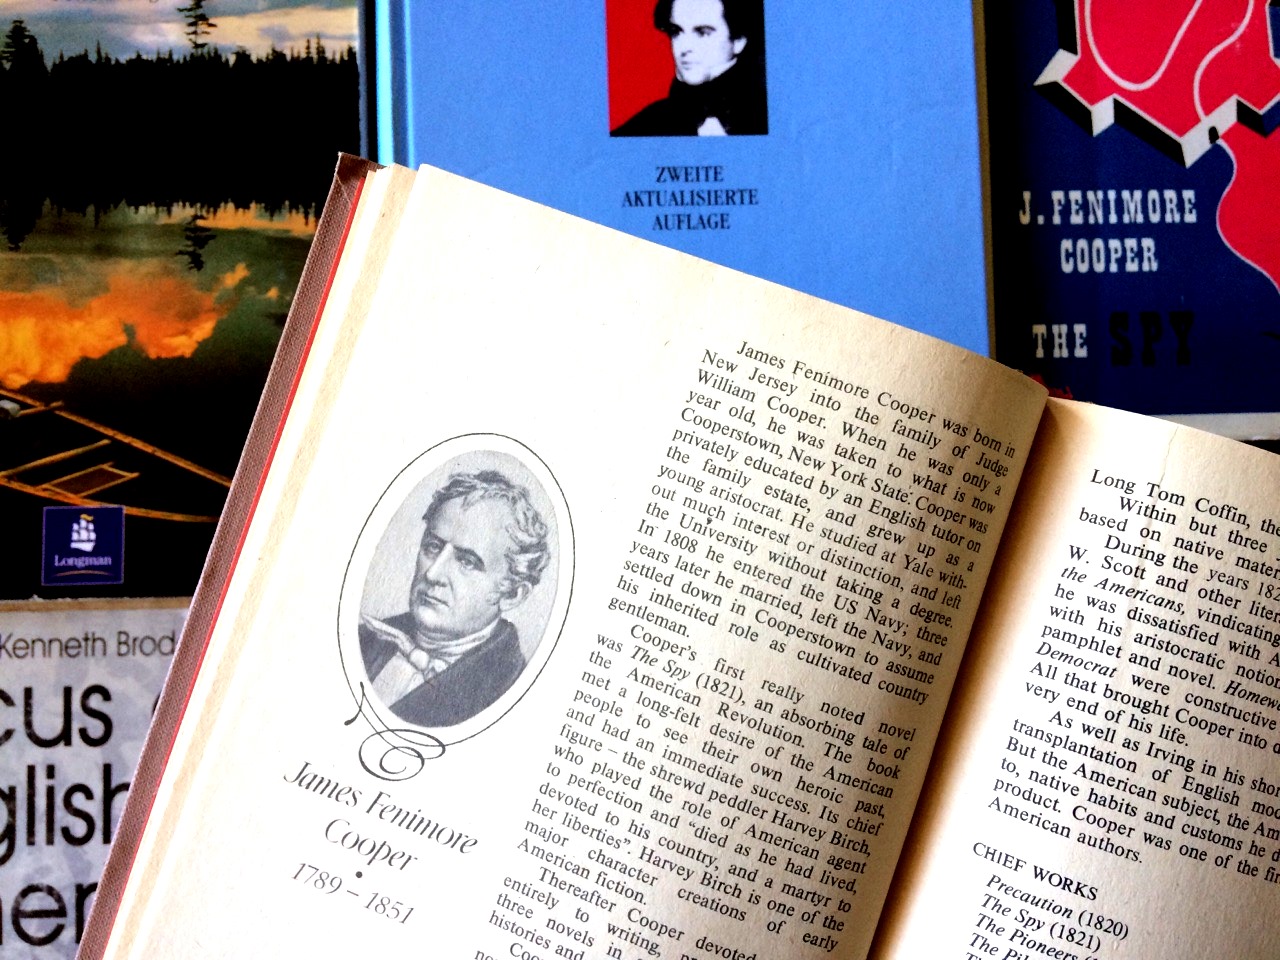 ZWEITE
AKTUALISIERTE
AUFLAGE
J. FENIMORE
COOPER
THE SPY
Longman
Kenneth
James Fenimore
Cooper
1789 – 1851
James Fenimore Cooper was born in
New Jersey into the family of Judge
William Cooper. When he was only a
year old, he was taken to what is now
Cooperstown, New York State. Cooper was
privately educated by an English tutor on
the family estate, and grew up as a
young aristocrat. He studied at Yale with-
out much interest or distinction, and left
the University without taking a degree.
In 1808 he entered the US Navy; three
years later he married, left the Navy, and
settled down in Cooperstown to assume
his inherited role as cultivated country
gentleman.
Cooper's first really noted novel
was The Spy (1821), an absorbing tale of
the American Revolution. The book
met a long-felt desire of the American
people to see their own heroic past,
and had an immediate success. Its chief
figure – the shrewd peddler Harvey Birch,
who played the role of American agent
to perfection and "died as he had lived,
devoted to his country, and a martyr to
her liberties". Harvey Birch is one of the
major character creations of early
American fiction.
Thereafter Cooper devoted
entirely to writing,
three novels in
histories and
Long Tom Coffin,
Within but three
based on native
During the years
W. Scott and other
the Americans, vindicating
he was dissatisfied with
with his aristocratic
pamphlet and novel.
Democrat were constructive
All that brought Cooper into
very end of his life.
As well as Irving in his
transplantation of English
But the American subject, the
to, native habits and customs he
product. Cooper was one of the
American authors.
CHIEF WORKS
Precaution (1820)
The Spy (1821)
The Pioneers
The